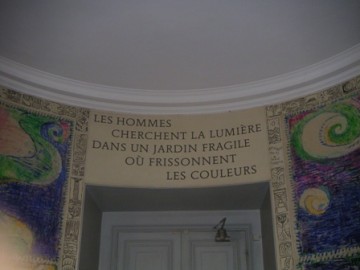 LES HOMMES
CHERCHENT LA LUMIÈRE
DANS UN JARDIN FRAGILE
OÙ FRISSONNENT
LES COULEURS